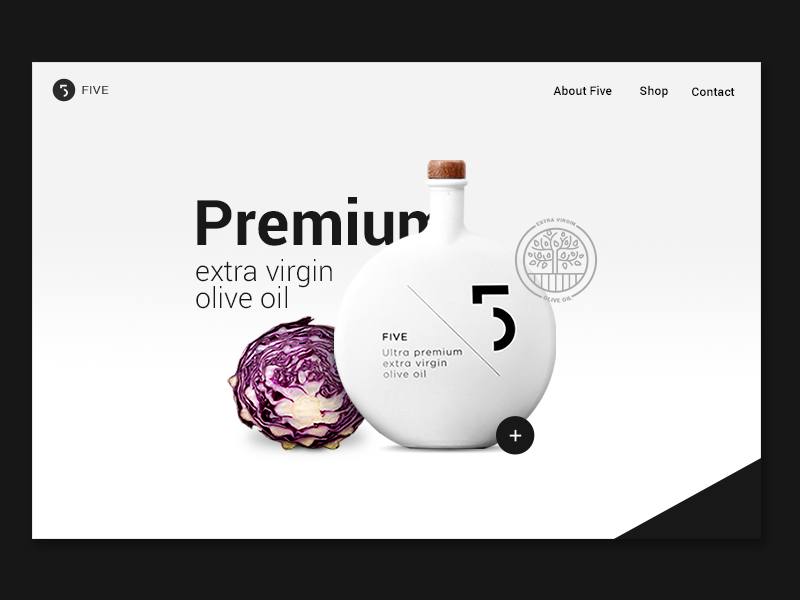 5 FIVE
About Five
Shop
Contact
Premium
extra virgin
olive oil
EXTRA VIRGIN
OLIVE OIL
5
FIVE
Ultra premium
extra virgin
olive oil
+